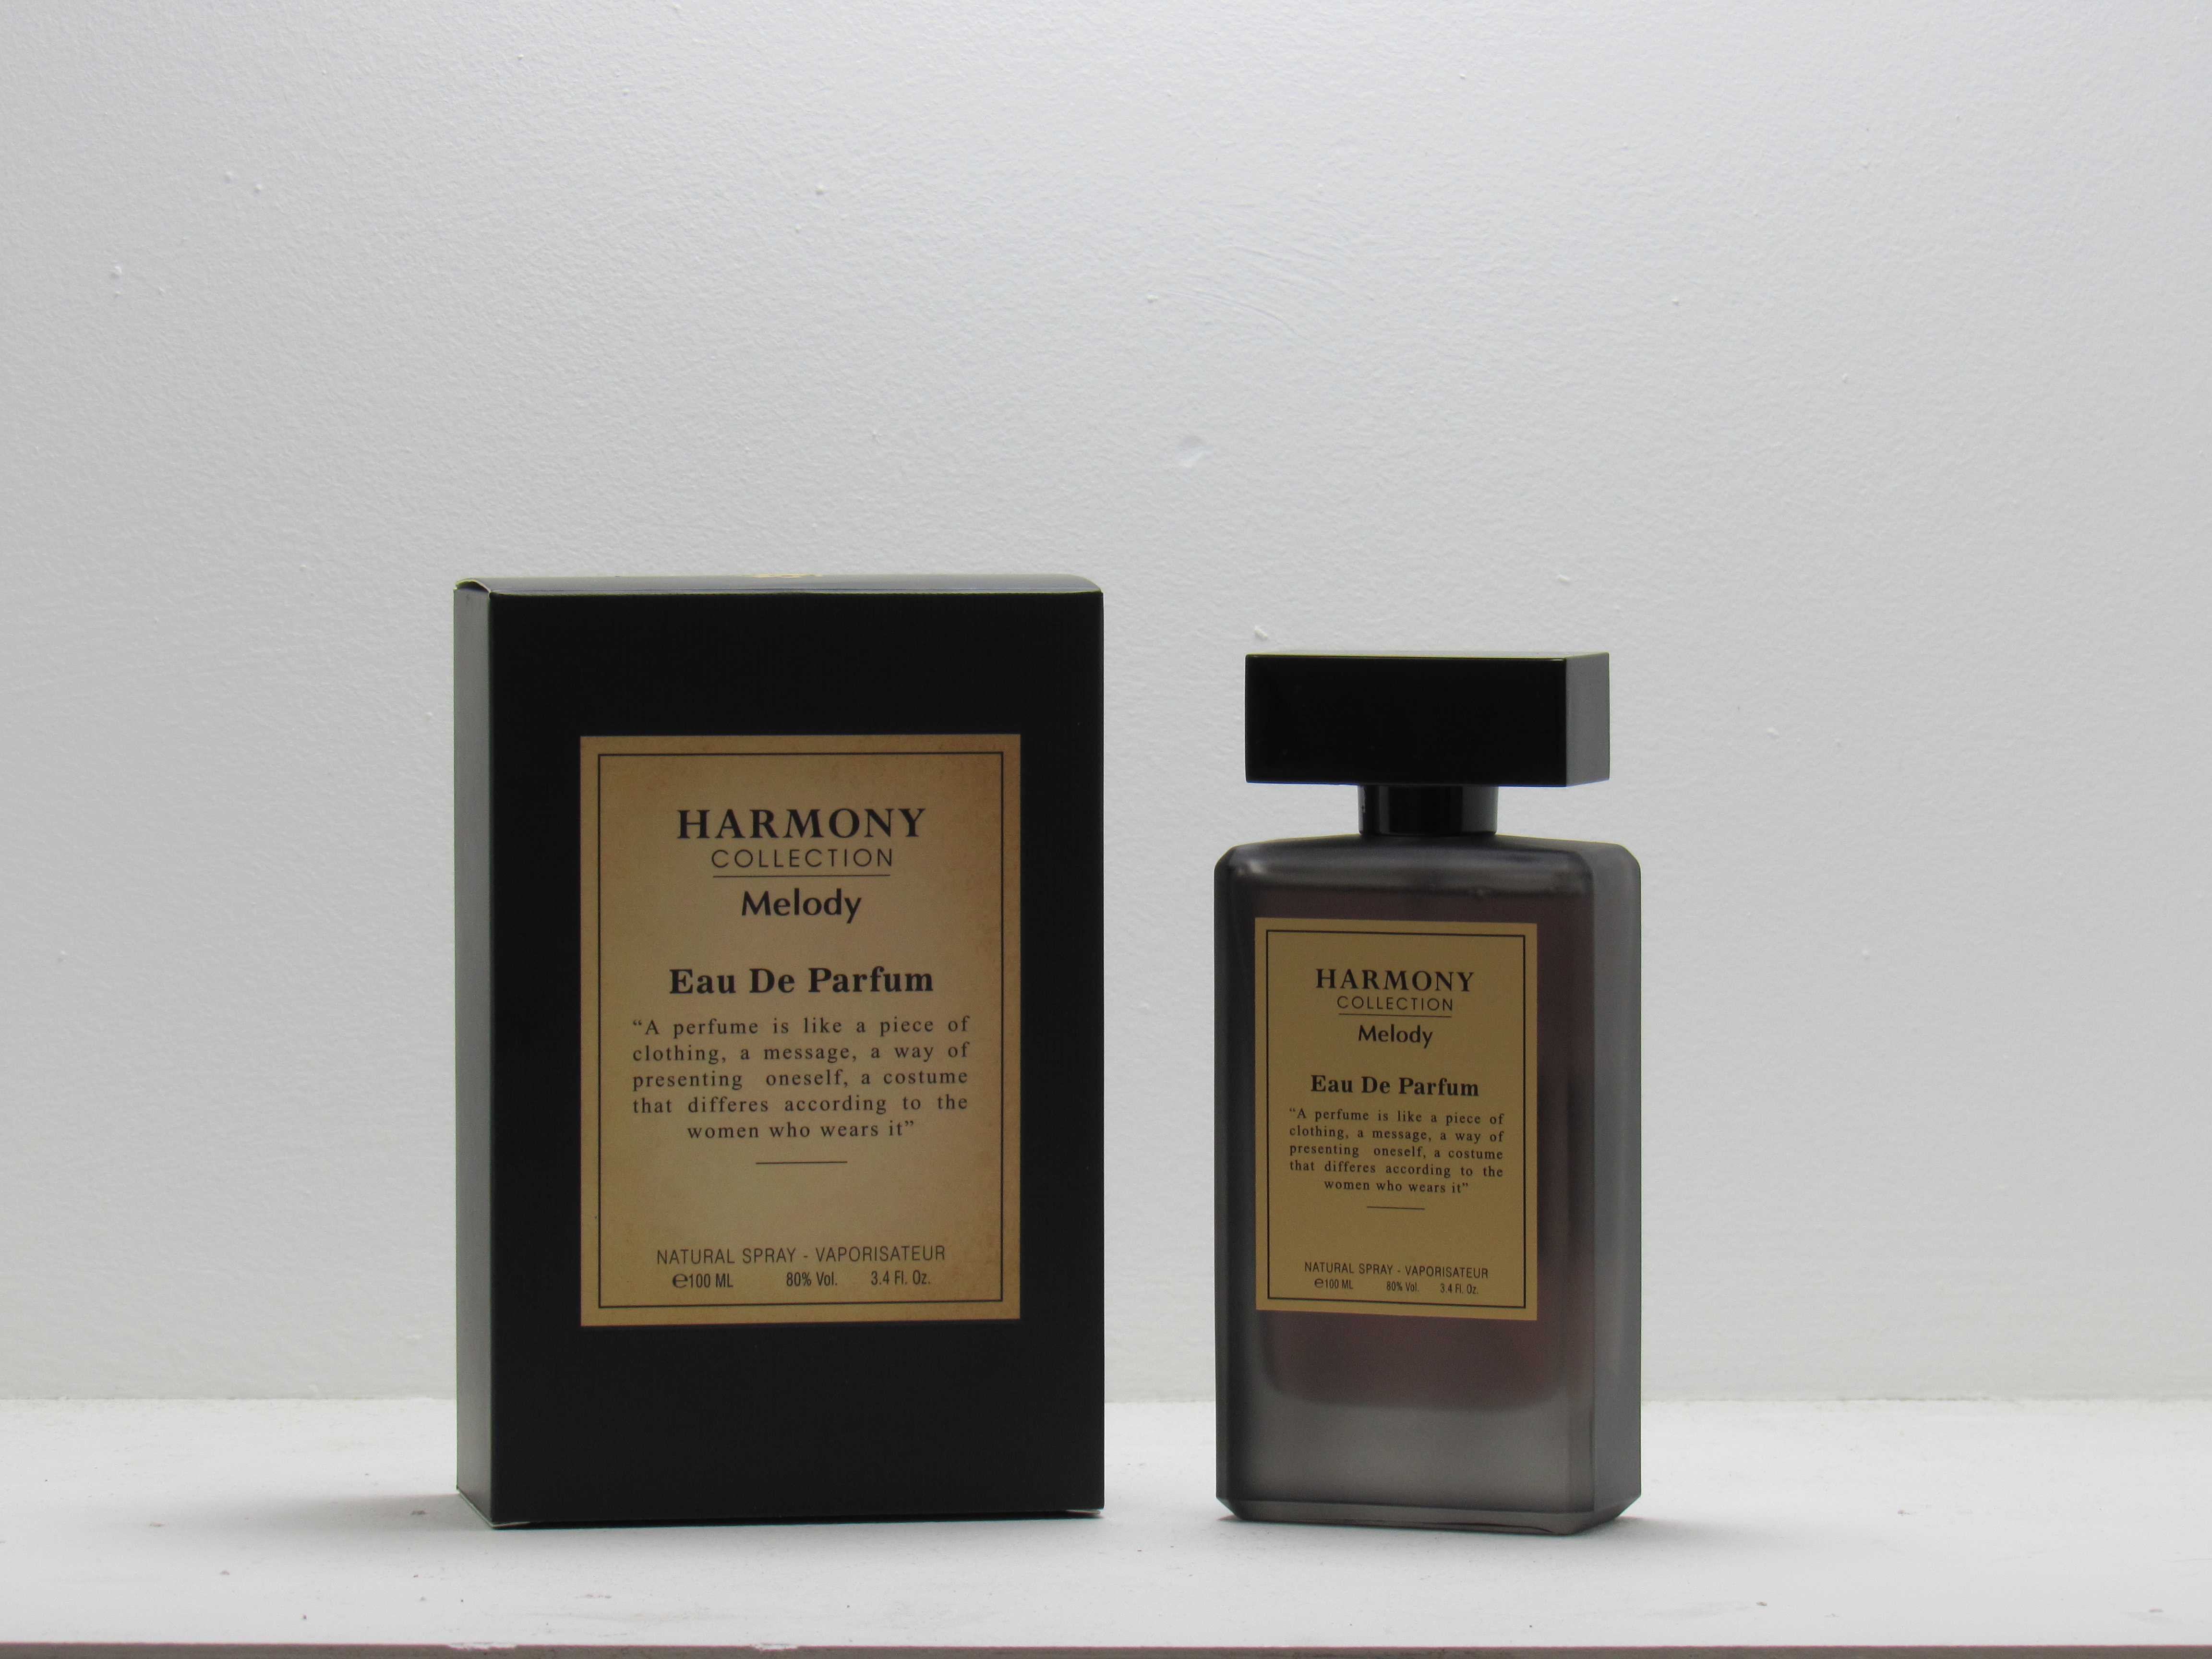 HARMONY
COLLECTION
Melody
Eau De Parfum
“A perfume is like a piece of
clothing, a message, a way of
presenting oneself, a costume
that differes according to the
women who wears it”
NATURAL SPRAY - VAPORISATEUR
℮100 ML 80% Vol. 3.4 Fl. Oz.
HARMONY
COLLECTION
Melody
Eau De Parfum
“A perfume is like a piece of
clothing, a message, a way of
presenting oneself, a costume
that differes according to the
women who wears it”
NATURAL SPRAY - VAPORISATEUR
℮100 ML 80% Vol. 3.4 Fl. Oz.